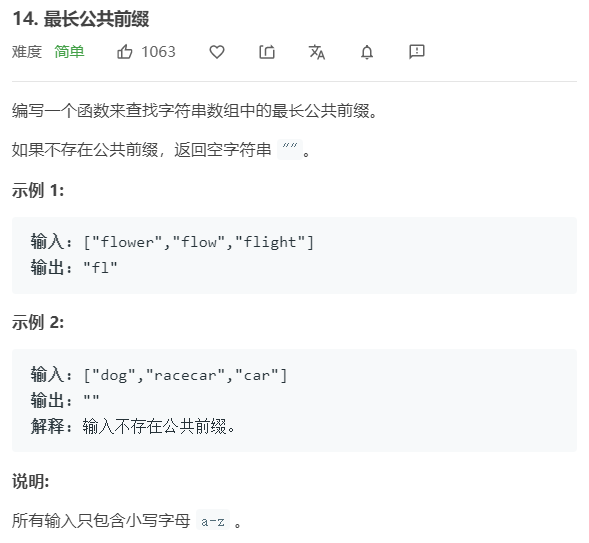 14. 最长公共前缀
难度 简单 1063
编写一个函数来查找字符串数组中的最长公共前缀。
如果不存在公共前缀，返回空字符串 ""。
示例 1:
输入: ["flower","flow","flight"]
输出: "fl"
示例 2:
输入: ["dog","racecar","car"]
输出: ""
解释: 输入不存在公共前缀。
说明:
所有输入只包含小写字母 a-z 。